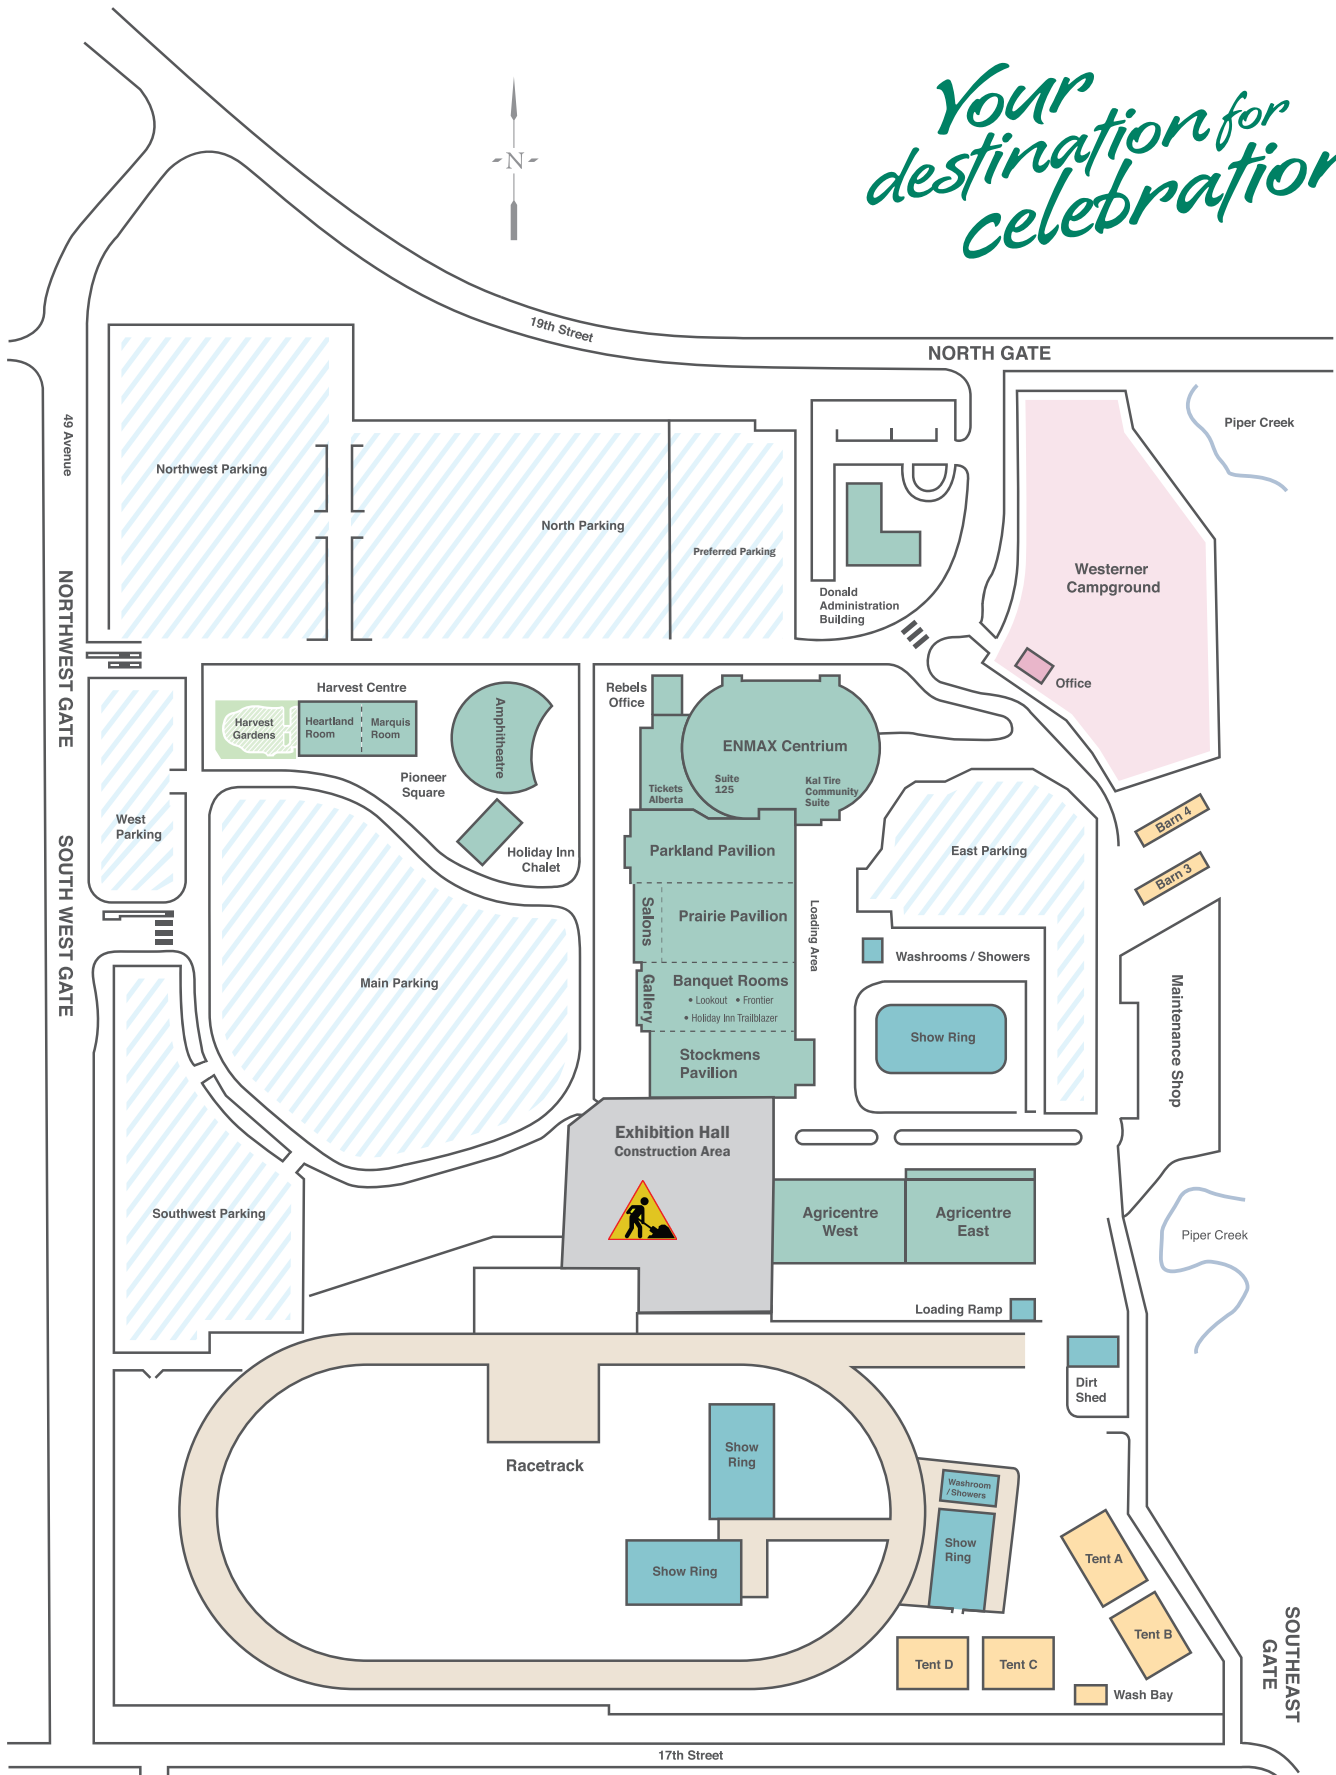 Your
destination for
celebration
N
19th Street
NORTH GATE
49 Avenue
Piper Creek
Northwest Parking
North Parking
Preferred Parking
Westerner
Campground
Donald
Administration
Building
NORTHWEST GATE
Office
Harvest Centre
Rebels
Office
Harvest
Gardens
Heartland
Room
Marquis
Room
Amphitheatre
ENMAX Centrium
Pioneer
Square
Suite
125
Kal Tire
Community
Suite
Tickets
Alberta
West
Parking
Barn 4
Holiday Inn
Chalet
Parkland Pavilion
East Parking
Barn 3
SOUTH WEST GATE
Salons
Prairie Pavilion
Loading Area
Washrooms / Showers
Main Parking
Gallery
Banquet Rooms
• Lookout • Frontier
• Holiday Inn Trailblazer
Show Ring
Maintenance Shop
Stockmens
Pavilion
Exhibition Hall
Construction Area
Southwest Parking
Agricentre
West
Agricentre
East
Piper Creek
Loading Ramp
Dirt
Shed
Show
Ring
Racetrack
Washroom
/ Showers
Show
Ring
Show Ring
Tent A
Tent B
Tent D
Tent C
Wash Bay
SOUTHEAST
GATE
17th Street